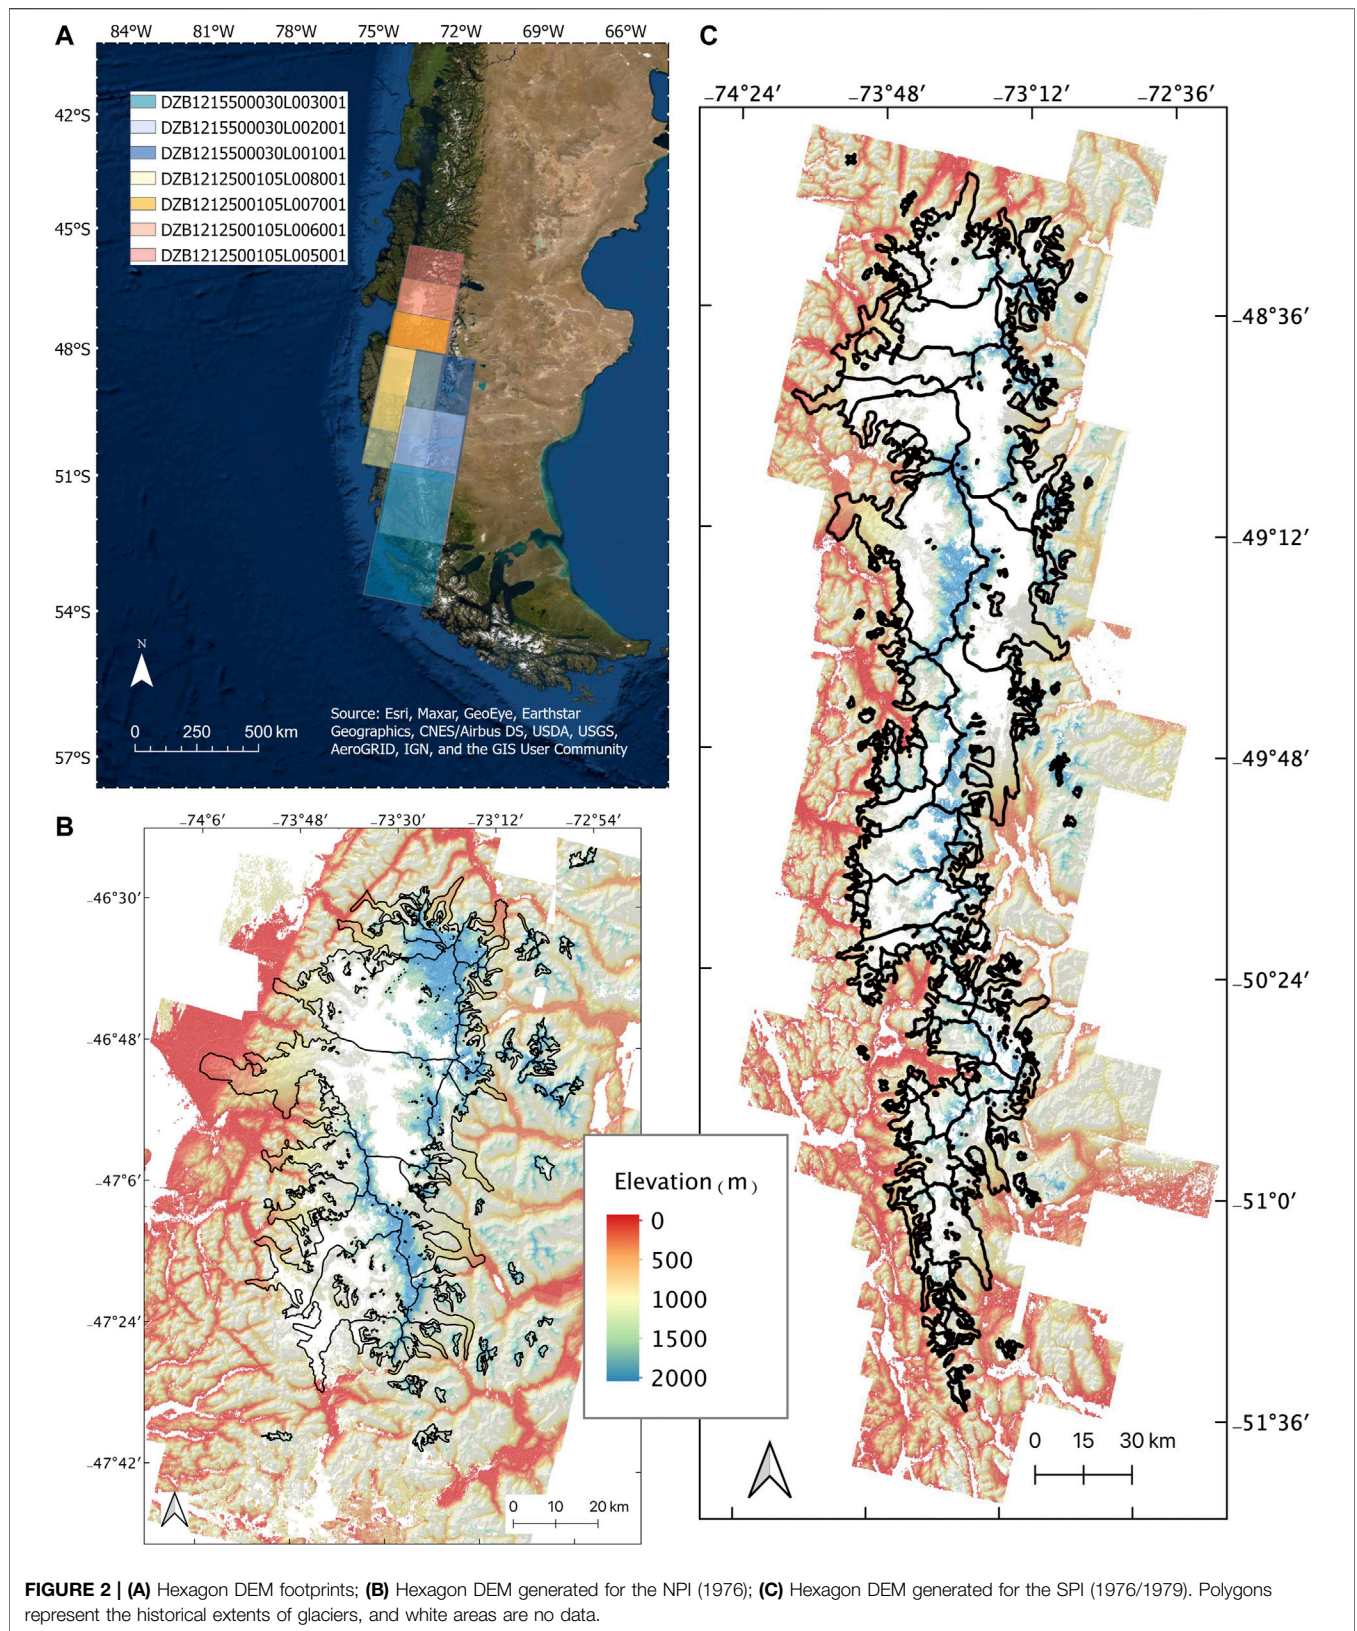 A
84°W 81°W 78°W 75°W 72°W 69°W 66°W
42°S
45°S
48°S
51°S
54°S
57°S
DZB1215500030L003001
DZB1215500030L002001
DZB1215500030L001001
DZB1212500105L008001
DZB1212500105L007001
DZB1212500105L006001
DZB1212500105L005001
N
0 250 500 km
Source: Esri, Maxar, GeoEye, Earthstar
Geographics, CNES/Airbus DS, USDA, USGS,
AeroGRID, IGN, and the GIS User Community
B
−74°6′ −73°48′ −73°30′ −73°12′ −72°54′
−46°30′
−46°48′
−47°6′
−47°24′
−47°42′
0 10 20 km
Elevation (m)
0
500
1000
1500
2000
C
−74°24′ −73°48′ −73°12′ −72°36′
−48°36′
−49°12′
−49°48′
−50°24′
−51°0′
−51°36′
0 15 30 km
FIGURE 2 | (A) Hexagon DEM footprints; (B) Hexagon DEM generated for the NPI (1976); (C) Hexagon DEM generated for the SPI (1976/1979). Polygons
represent the historical extents of glaciers, and white areas are no data.